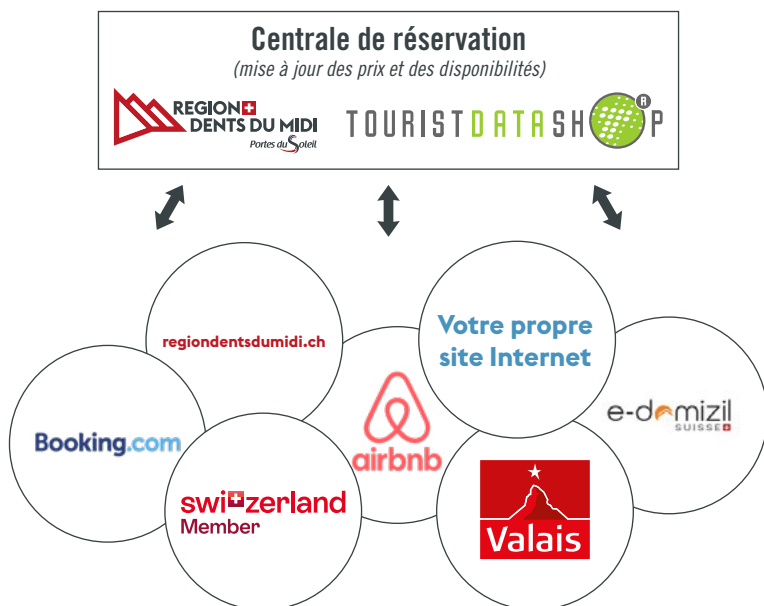 Centrale de réservation
(mise à jour des prix et des disponibilités)
REGION
DENTS DU MIDI
Portes du Soleil
TOURISTDATASHOP
R
regiondentsdumidi.ch
Votre propre
site Internet
Booking.com
airbnb
e-domizil
SUISSE
switzerland
Member
Valais